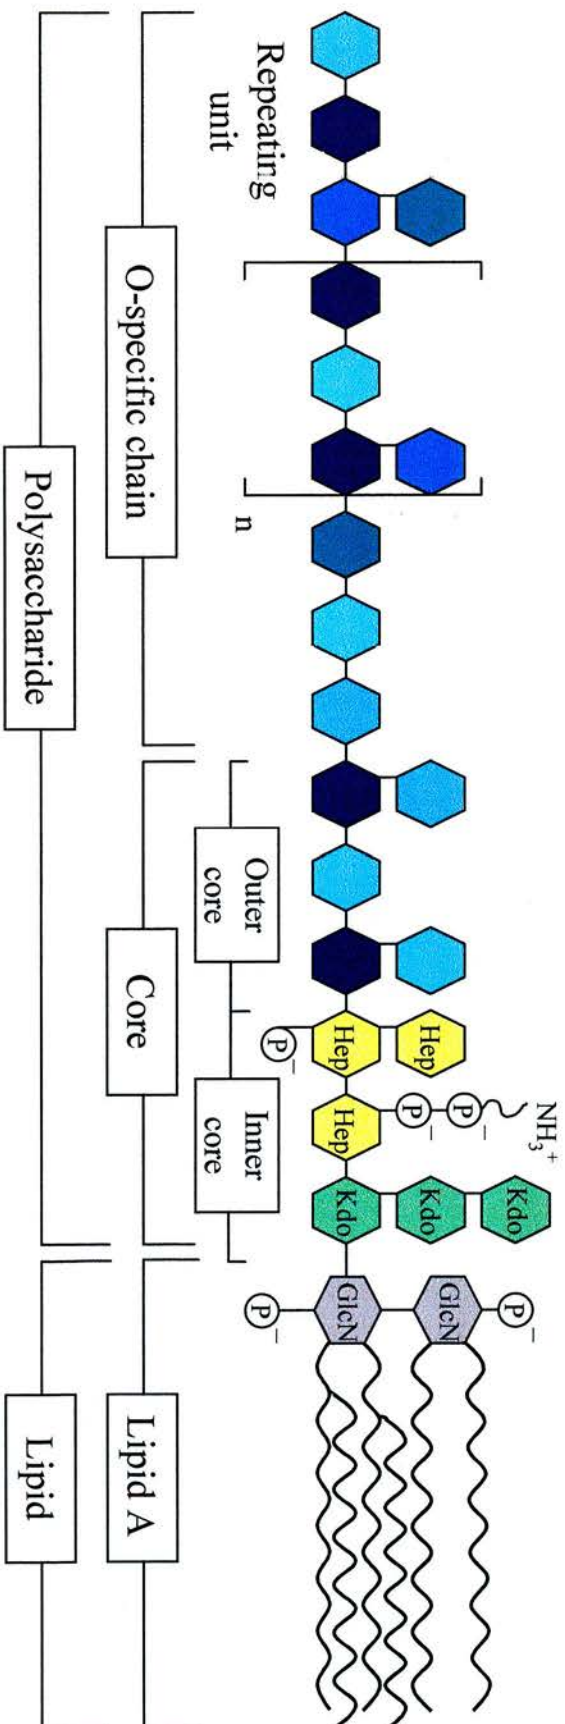 NH₃⁺
P⁻
P⁻
P⁻
Kdo
Kdo
Hep
GlcN
Hep
Hep
Kdo
GlcN
P⁻
P⁻
n
Repeating
unit
Outer
core
Inner
core
O-specific chain
Core
Lipid A
Polysaccharide
Lipid